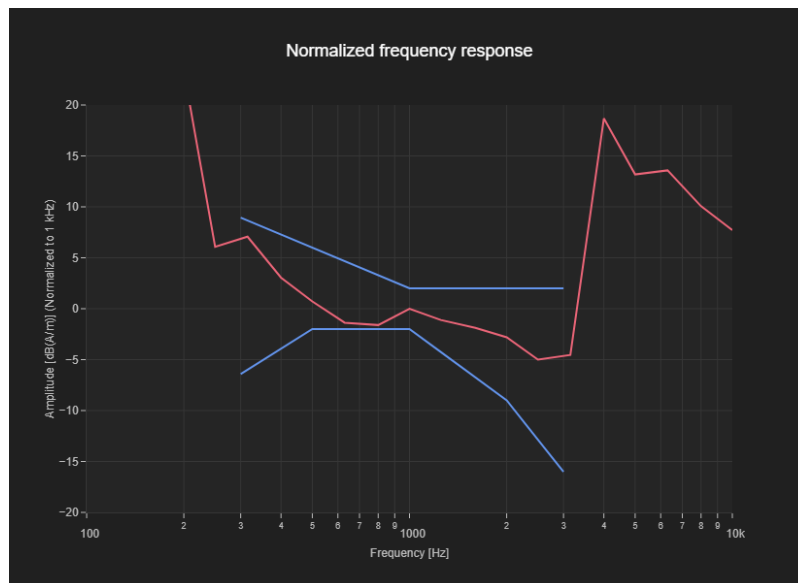 Normalized frequency response
Amplitude [dB(A/m)] (Normalized to 1 kHz)
20
15
10
5
0
−5
−10
−15
−20
100 2 3 4 5 6 7 8 9 1000 2 3 4 5 6 7 8 9 10k
Frequency [Hz]